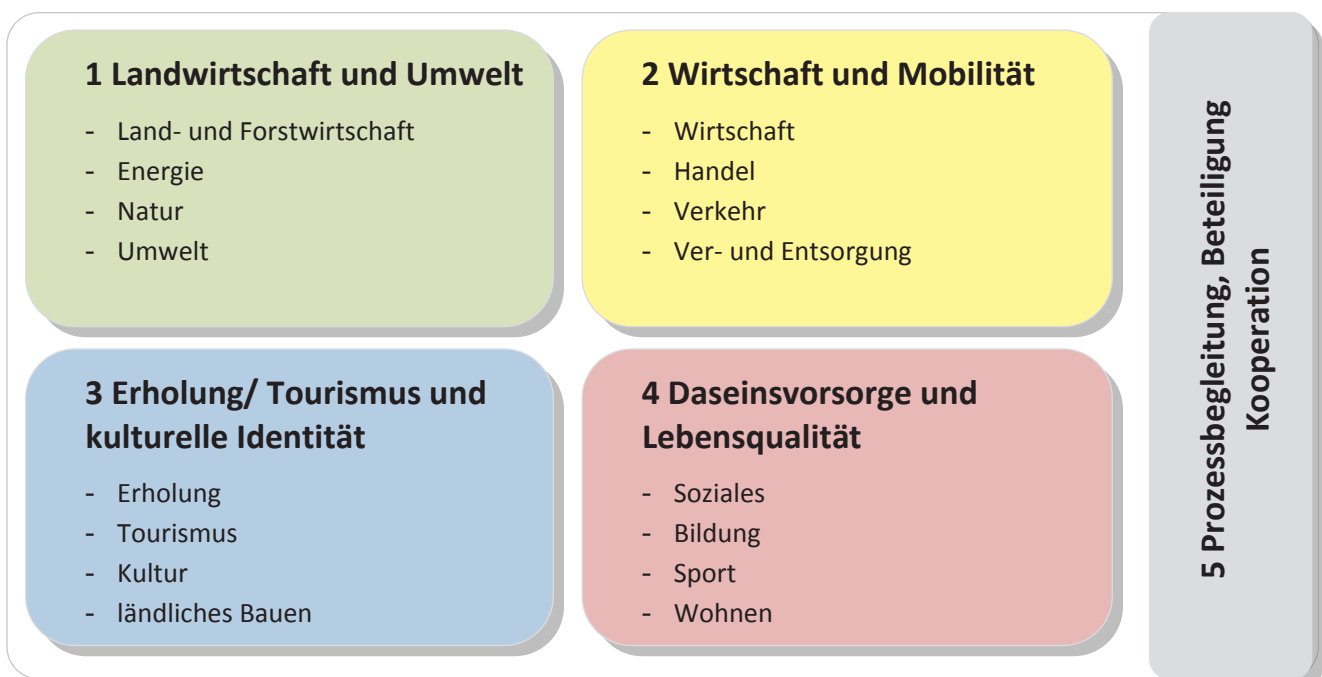 1 Landwirtschaft und Umwelt
- Land- und Forstwirtschaft
- Energie
- Natur
- Umwelt
2 Wirtschaft und Mobilität
- Wirtschaft
- Handel
- Verkehr
- Ver- und Entsorgung
3 Erholung/ Tourismus und
kulturelle Identität
- Erholung
- Tourismus
- Kultur
- ländliches Bauen
4 Daseinsvorsorge und
Lebensqualität
- Soziales
- Bildung
- Sport
- Wohnen
5 Prozessbegleitung, Beteiligung
Kooperation